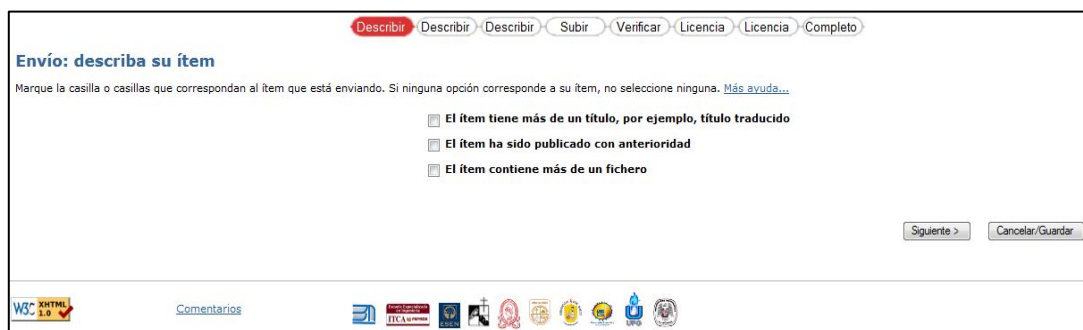 Describir Describir Describir Subir Verificar Licencia Licencia Completo
Envío: describa su ítem
Marque la casilla o casillas que correspondan al ítem que está enviando. Si ninguna opción corresponde a su ítem, no seleccione ninguna. Más ayuda...
El ítem tiene más de un título, por ejemplo, título traducido
El ítem ha sido publicado con anterioridad
El ítem contiene más de un fichero
Siguiente > Cancelar/Guardar
W3C XHTML 1.0
Comentarios
ITCA
UFG